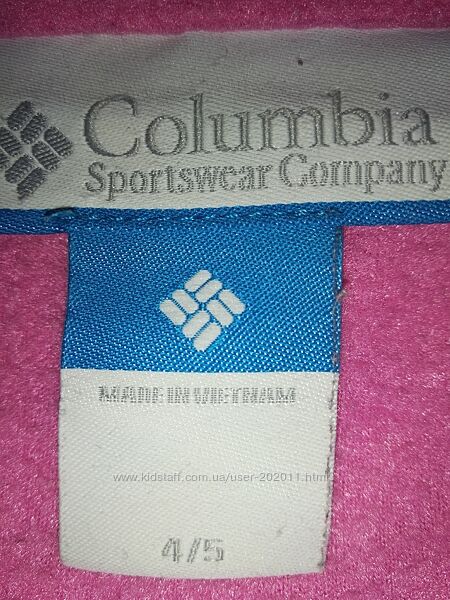 Columbia
Sportswear Company
MADE IN VIETNAM
www.kidstaff.com.ua/user-202011.html
4/5